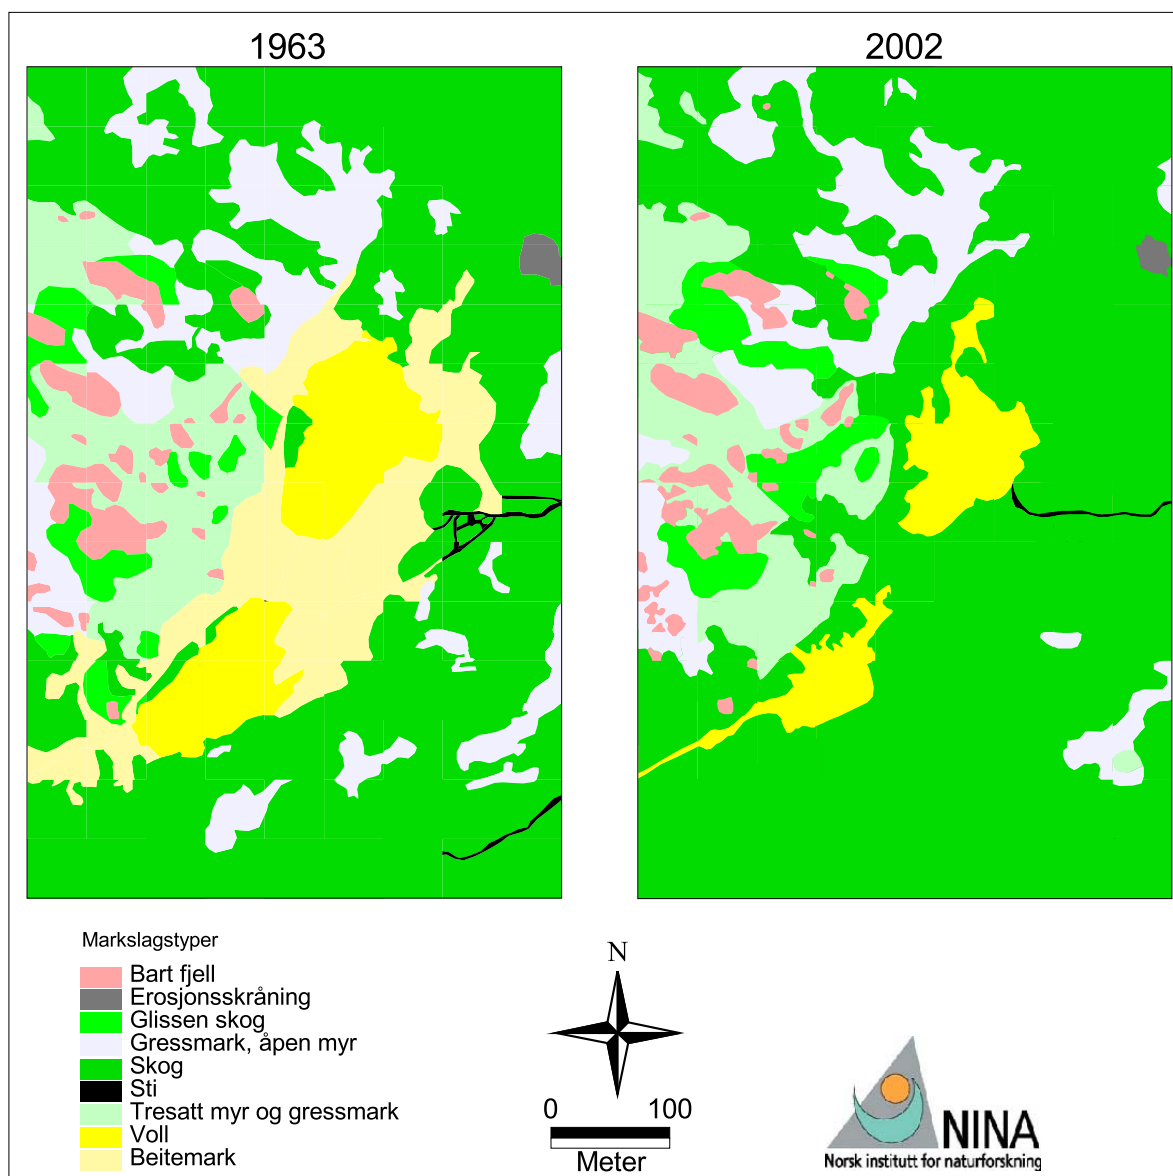 1963
2002
Markslagstyper
Bart fjell
Erosjonsskråning
Glissen skog
Gressmark, åpen myr
Skog
Sti
Tresatt myr og gressmark
Voll
Beitemark
N
0 100
Meter
NINA
Norsk institutt for naturforskning